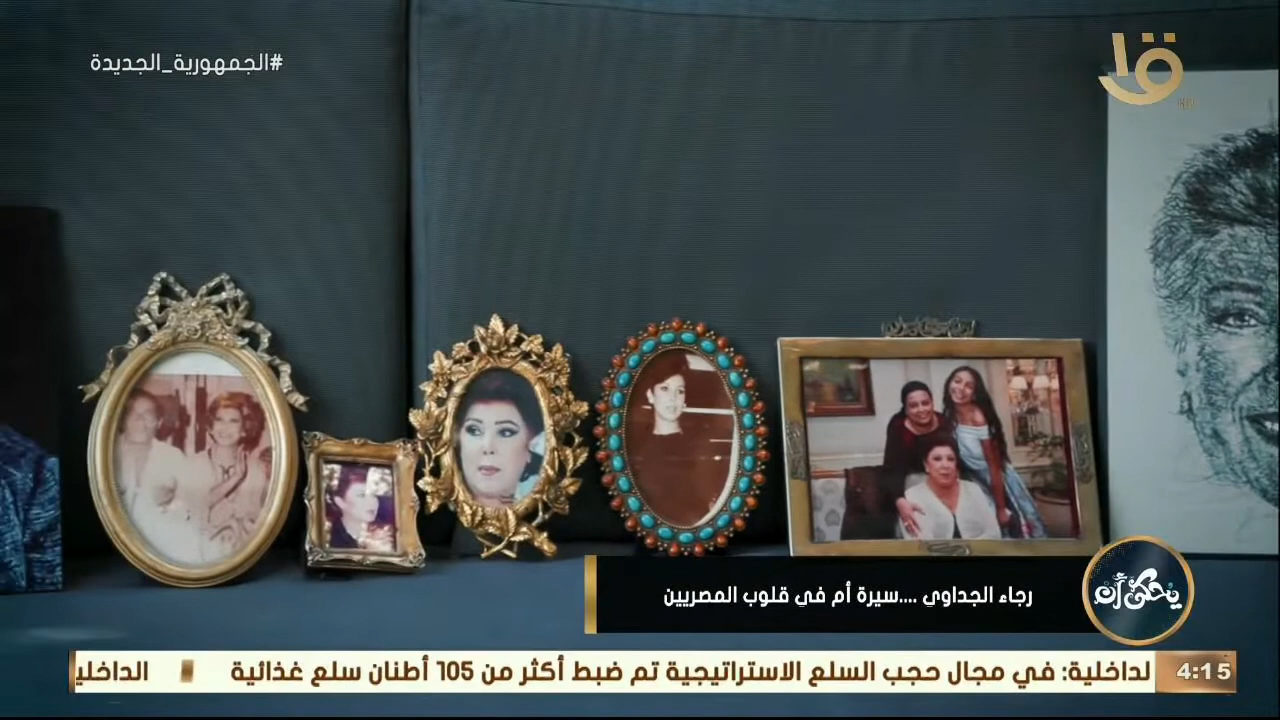 #الجمهورية_الجديدة
رجاء الجداوي ....سيرة أم في قلوب المصريين
يحكى أن
4:15
لداخلية: في مجال حجب السلع الاستراتيجية تم ضبط أكثر من 105 أطنان سلع غذائية
الداخلي